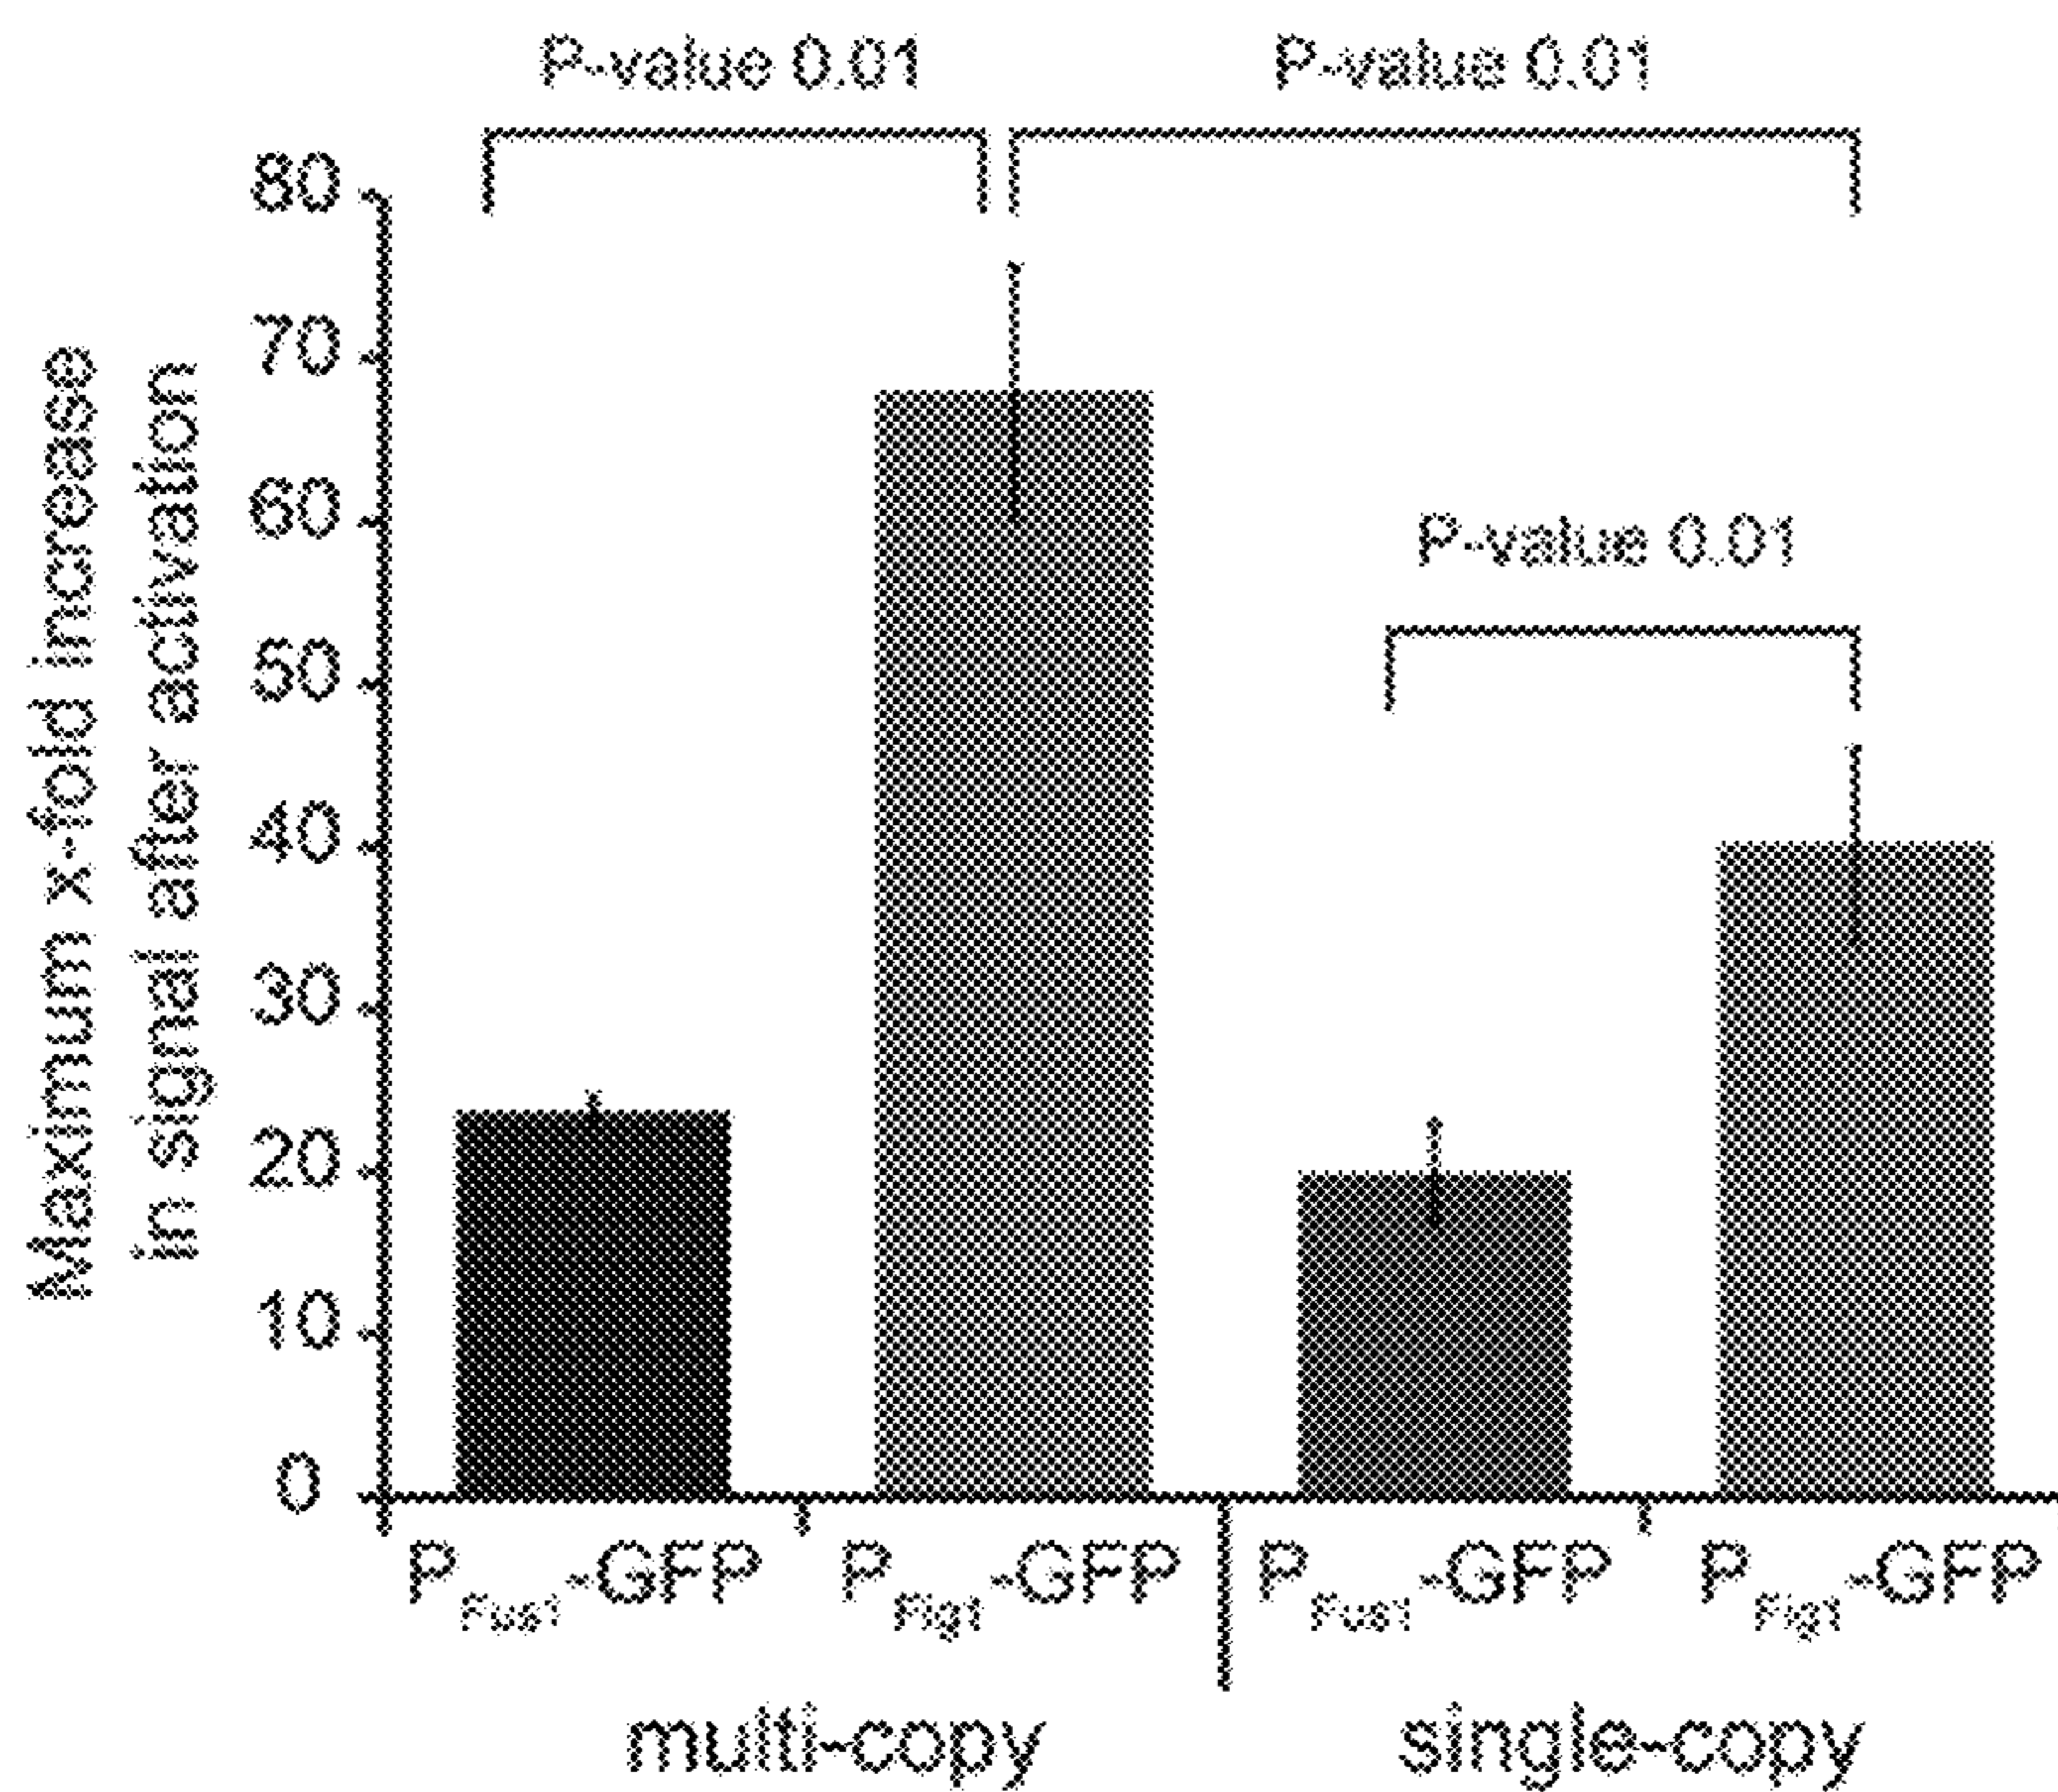 P-value 0.01 P-value 0.01
80
70
60
50
40
30
20
10
0
Maximum x-fold increase
in signal after activation
P-value 0.01
PFus1-GFP PFig1-GFP PFus1-GFP PFig1-GFP
multi-copy single-copy